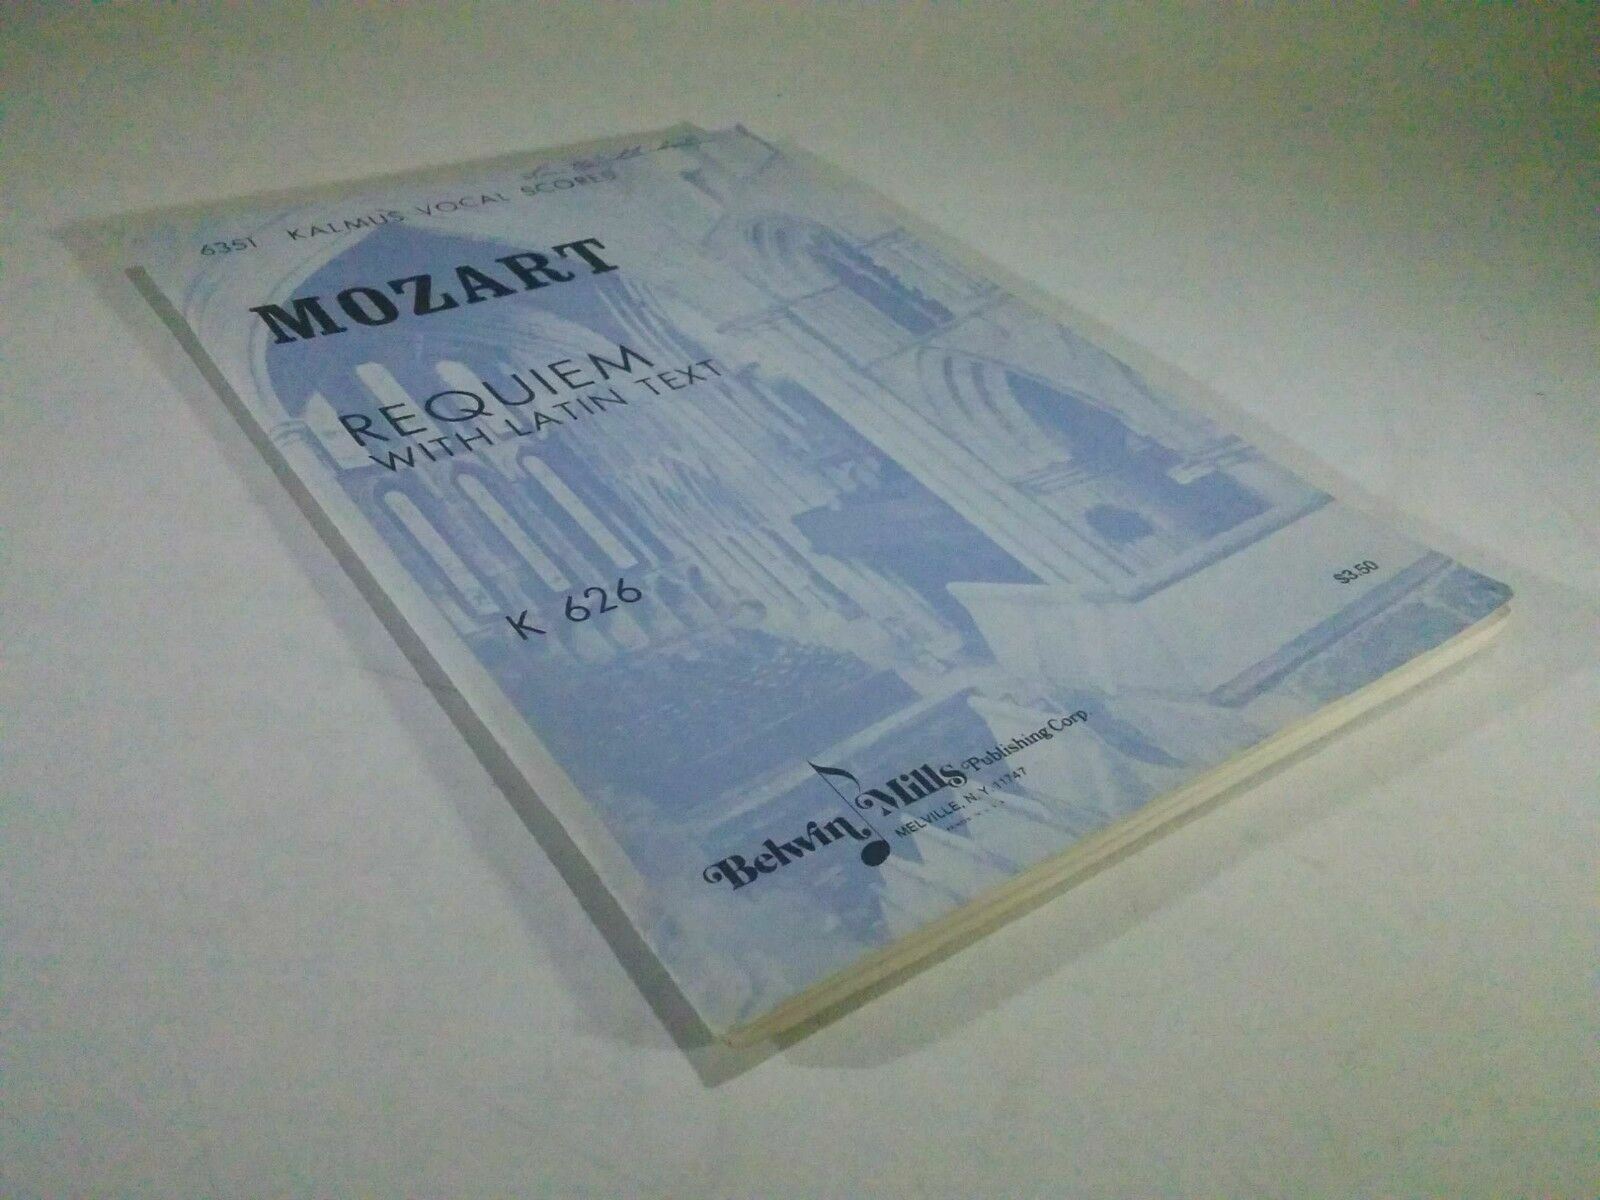 6351 KALMUS VOCAL SCORES
MOZART
REQUIEM
WITH LATIN TEXT
K 626
$3.50
Belwin Mills Publishing Corp.
MELVILLE, N. Y. 11747